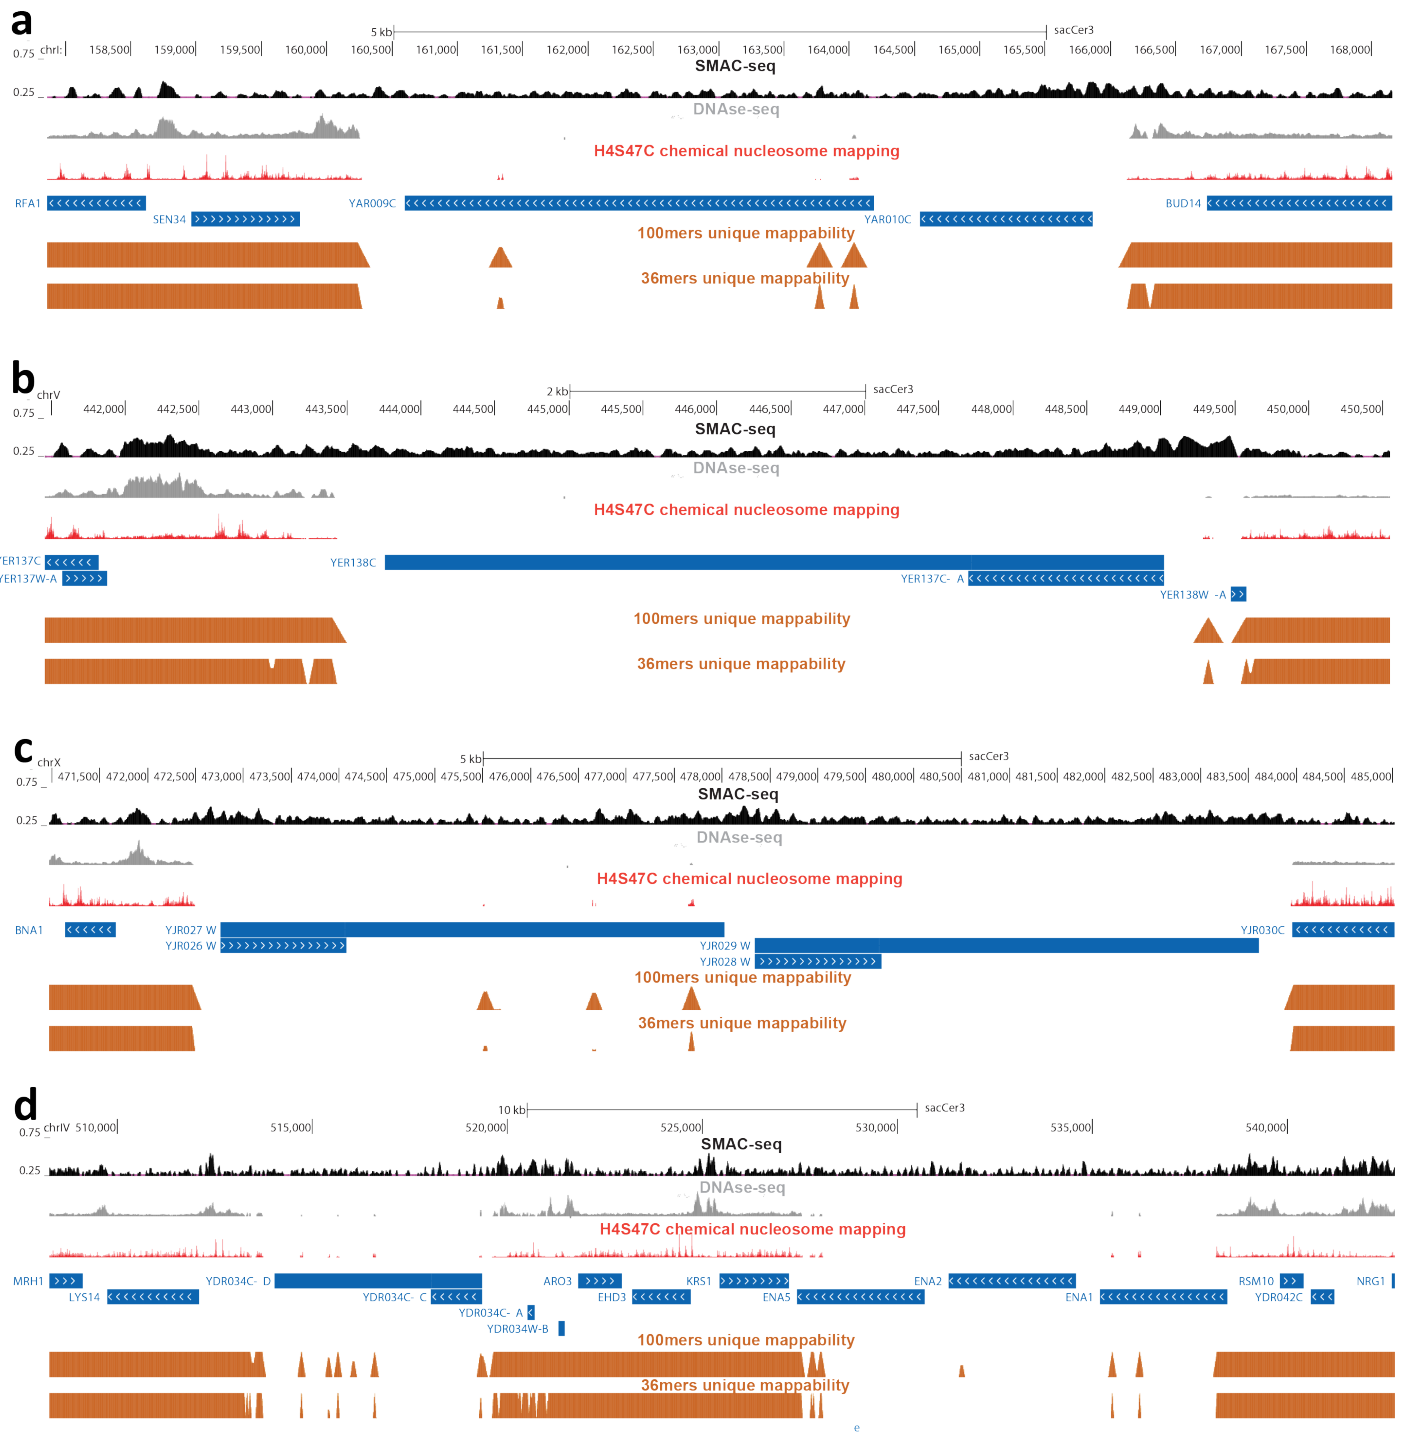 a
5 kb sacCer3
chrI: 158,500 159,000 159,500 160,000 160,500 161,000 161,500 162,000 162,500 163,000 163,500 164,000 164,500 165,000 165,500 166,000 166,500 167,000 167,500 168,000
0.75
SMAC-seq
0.25
DNAse-seq
H4S47C chemical nucleosome mapping
RFA1 YAR009C BUD14
SEN34 YAR010C
100mers unique mappability
36mers unique mappability
b
2 kb sacCer3
chrV
442,000 442,500 443,000 443,500 444,000 444,500 445,000 445,500 446,000 446,500 447,000 447,500 448,000 448,500 449,000 449,500 450,000 450,500
0.75
SMAC-seq
0.25
DNAse-seq
H4S47C chemical nucleosome mapping
YER137C YER138C
YER137W-A YER137C- A
YER138W -A
100mers unique mappability
36mers unique mappability
c
5 kb sacCer3
chrX
471,500 472,000 472,500 473,000 473,500 474,000 474,500 475,000 475,500 476,000 476,500 477,000 477,500 478,000 478,500 479,000 479,500 480,000 480,500 481,000 481,500 482,000 482,500 483,000 483,500 484,000 484,500 485,000
0.75
SMAC-seq
0.25
DNAse-seq
H4S47C chemical nucleosome mapping
BNA1 YJR027 W YJR030C
YJR026 W YJR029 W
YJR028 W
100mers unique mappability
36mers unique mappability
d
10 kb sacCer3
chrIV 510,000 515,000 520,000 525,000 530,000 535,000 540,000
0.75
SMAC-seq
0.25
DNAse-seq
H4S47C chemical nucleosome mapping
MRH1 YDR034C- D ARO3 KRS1 ENA2 RSM10 NRG1
LYS14 YDR034C- C EHD3 ENA5 ENA1 YDR042C
YDR034C- A
YDR034W-B
100mers unique mappability
36mers unique mappability
e